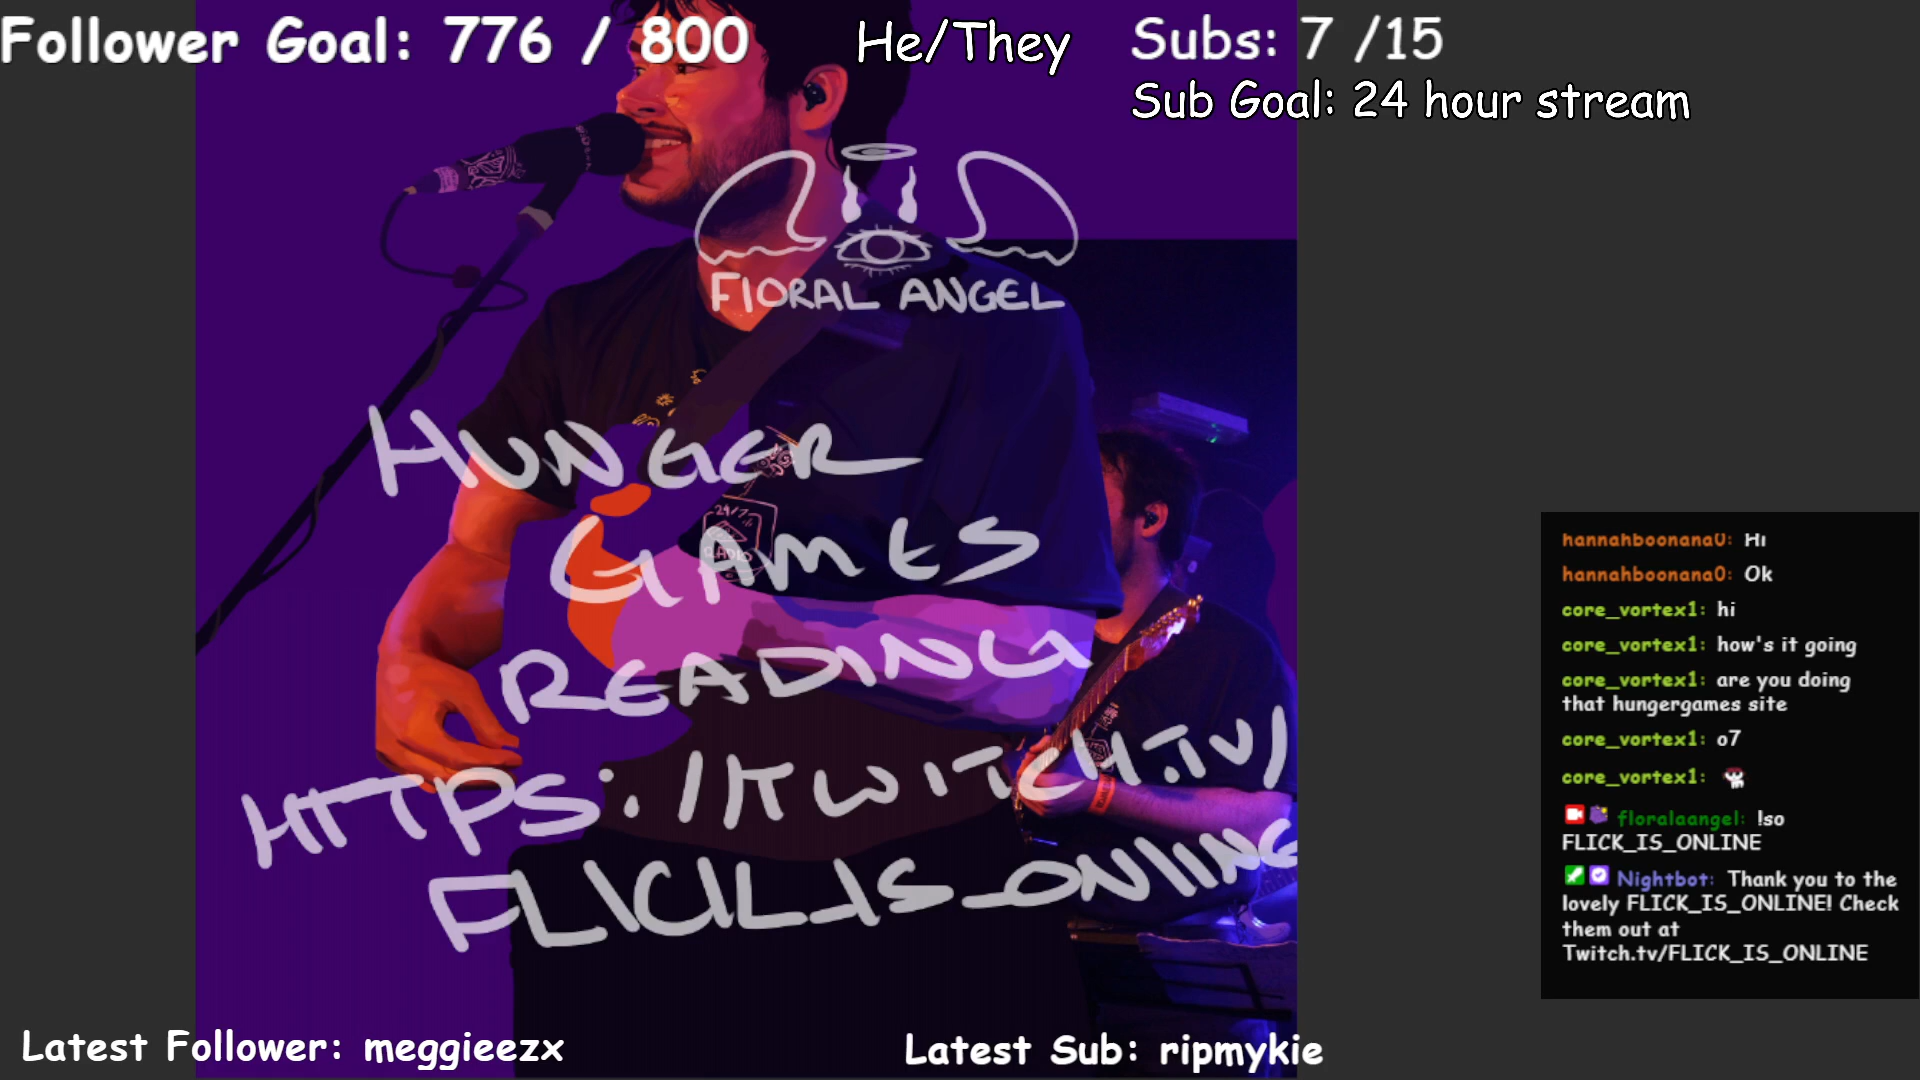 Follower Goal: 776 / 800
He/They
Subs: 7 /15
Sub Goal: 24 hour stream
FlORAL ANGEL
HUNGER
GAMES
READING
24/7
RADIO
HTTPS://TWITCH.TV/
FLICK_IS_ONlINE
hannahboonana0: Hi
hannahboonana0: Ok
core_vortex1: hi
core_vortex1: how's it going
core_vortex1: are you doing
that hungergames site
core_vortex1: o7
core_vortex1:
floralaangel: !so
FLICK_IS_ONLINE
Nightbot: Thank you to the
lovely FLICK_IS_ONLINE! Check
them out at
Twitch.tv/FLICK_IS_ONLINE
Latest Follower: meggieezx
Latest Sub: ripmykie